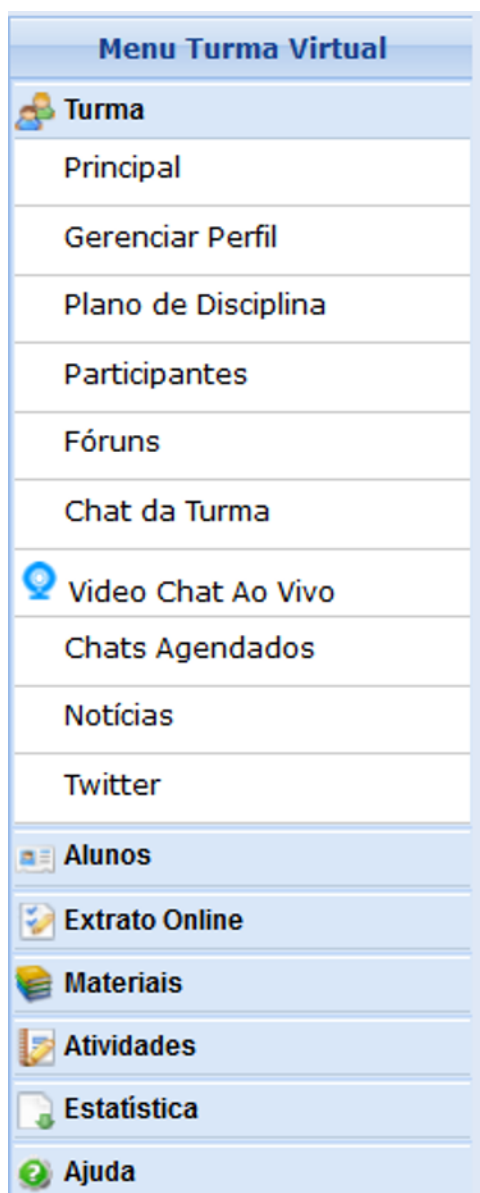 Menu Turma Virtual
Turma
Principal
Gerenciar Perfil
Plano de Disciplina
Participantes
Fóruns
Chat da Turma
Video Chat Ao Vivo
Chats Agendados
Notícias
Twitter
Alunos
Extrato Online
Materiais
Atividades
Estatística
Ajuda